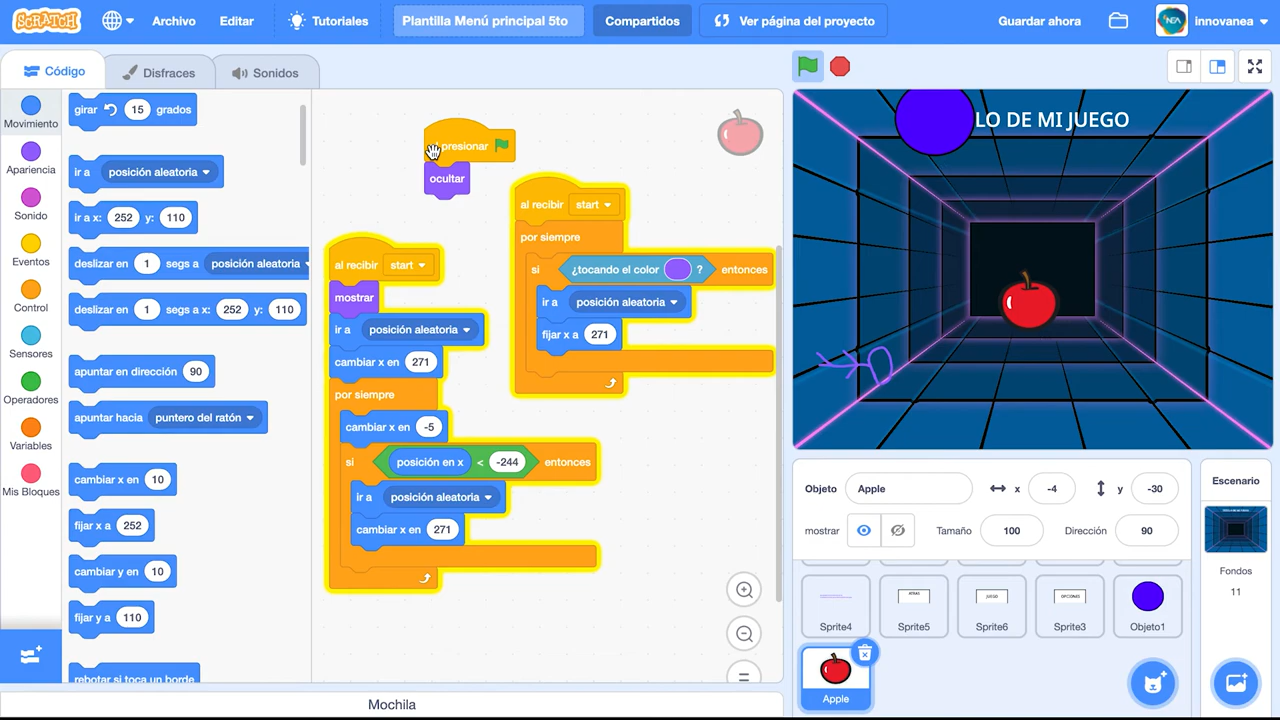 SCRATCH
Archivo
Editar
Tutoriales
Plantilla Menú principal 5to
Compartidos
Ver página del proyecto
Guardar ahora
innovanea
Código
Disfraces
Sonidos
Movimiento
Apariencia
Sonido
Eventos
Control
Sensores
Operadores
Variables
Mis Bloques
girar 15 grados
ir a posición aleatoria
ir a x: 252 y: 110
deslizar en 1 segs a posición aleatoria
deslizar en 1 segs a x: 252 y: 110
apuntar en dirección 90
apuntar hacia puntero del ratón
cambiar x en 10
fijar x a 252
cambiar y en 10
fijar y a 110
rebotar si toca un borde
presionar
ocultar
al recibir start
mostrar
ir a posición aleatoria
cambiar x en 271
por siempre
cambiar x en -5
si posición en x < -244 entonces
ir a posición aleatoria
cambiar x en 271
al recibir start
por siempre
si ¿tocando el color ? entonces
ir a posición aleatoria
fijar x a 271
LO DE MI JUEGO
Objeto Apple x -4 y -30
mostrar Tamaño 100 Dirección 90
Sprite4
ATRAS
Sprite5
JUEGO
Sprite6
OPCIONES
Sprite3
Objeto1
Apple
Escenario
Fondos
11
Mochila